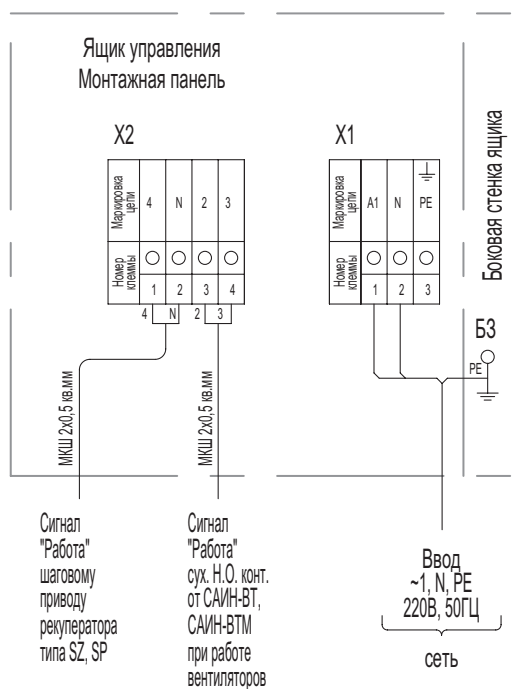 Ящик управления
Монтажная панель
X2
X1
Маркировка цепи
4 N 2 3
Номер клеммы
1 2 3 4
4 N 2 3
Маркировка цепи
A1 N PE
Номер клеммы
1 2 3
Боковая стенка ящика
Б3
PE
МКШ 2х0,5 кв.мм
МКШ 2х0,5 кв.мм
Сигнал
"Работа"
шаговому
приводу
рекуператора
типа SZ, SP
Сигнал
"Работа"
сух. Н.О. конт.
от САИН-ВТ,
САИН-ВТМ
при работе
вентиляторов
Ввод
~1, N, PE
220В, 50ГЦ
сеть